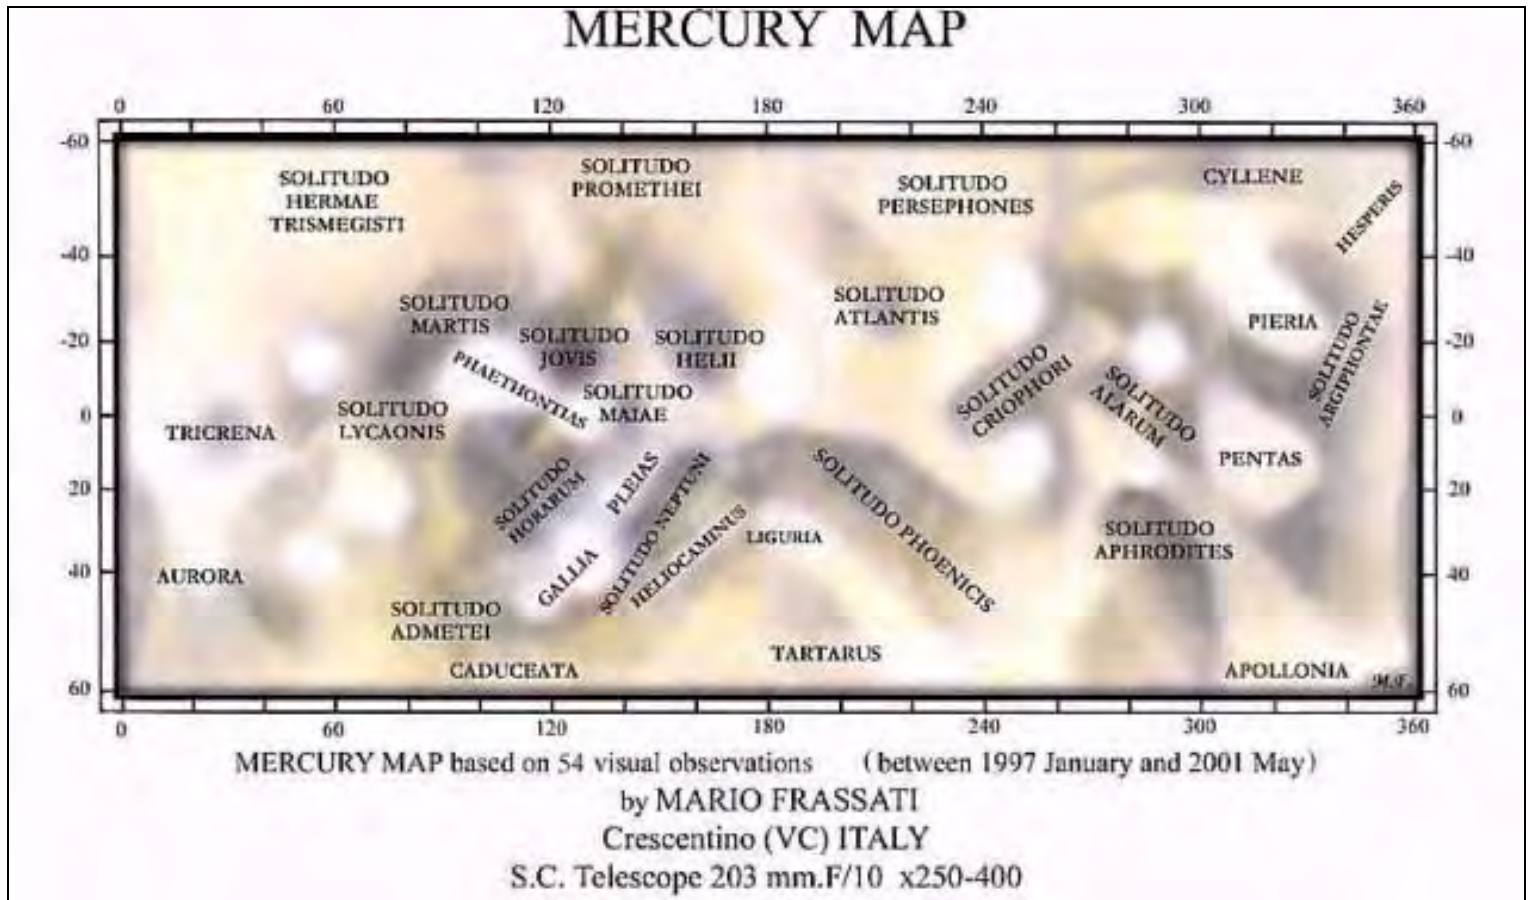 MERCURY MAP
0 60 120 180 240 300 360
-60 -60
SOLITUDO
HERMAE
TRISMEGISTI
SOLITUDO
PROMETHEI
SOLITUDO
PERSEPHONES
CYLLENE
HESPERIS
-40 -40
SOLITUDO
MARTIS
SOLITUDO
JOVIS
SOLITUDO
HELII
SOLITUDO
ATLANTIS
PIERIA
SOLITUDO
ARGIPHONTAE
-20 -20
PHAETHONTIAS
SOLITUDO
MAIAE
SOLITUDO
CRIOPHORI
SOLITUDO
ALARUM
0 0
TRICRENA
SOLITUDO
LYCAONIS
PENTAS
20 20
SOLITUDO
HORARUM
PLEIAS
SOLITUDO NEPTUNI
HELIOCAMINUS
LIGURIA
SOLITUDO PHOENICIS
SOLITUDO
APHRODITES
40 40
AURORA
GALLIA
SOLITUDO
ADMETEI
CADUCEATA
TARTARUS
APOLLONIA
M.F.
60 60
0 60 120 180 240 300 360
MERCURY MAP based on 54 visual observations (between 1997 January and 2001 May)
by MARIO FRASSATI
Crescentino (VC) ITALY
S.C. Telescope 203 mm.F/10 x250-400